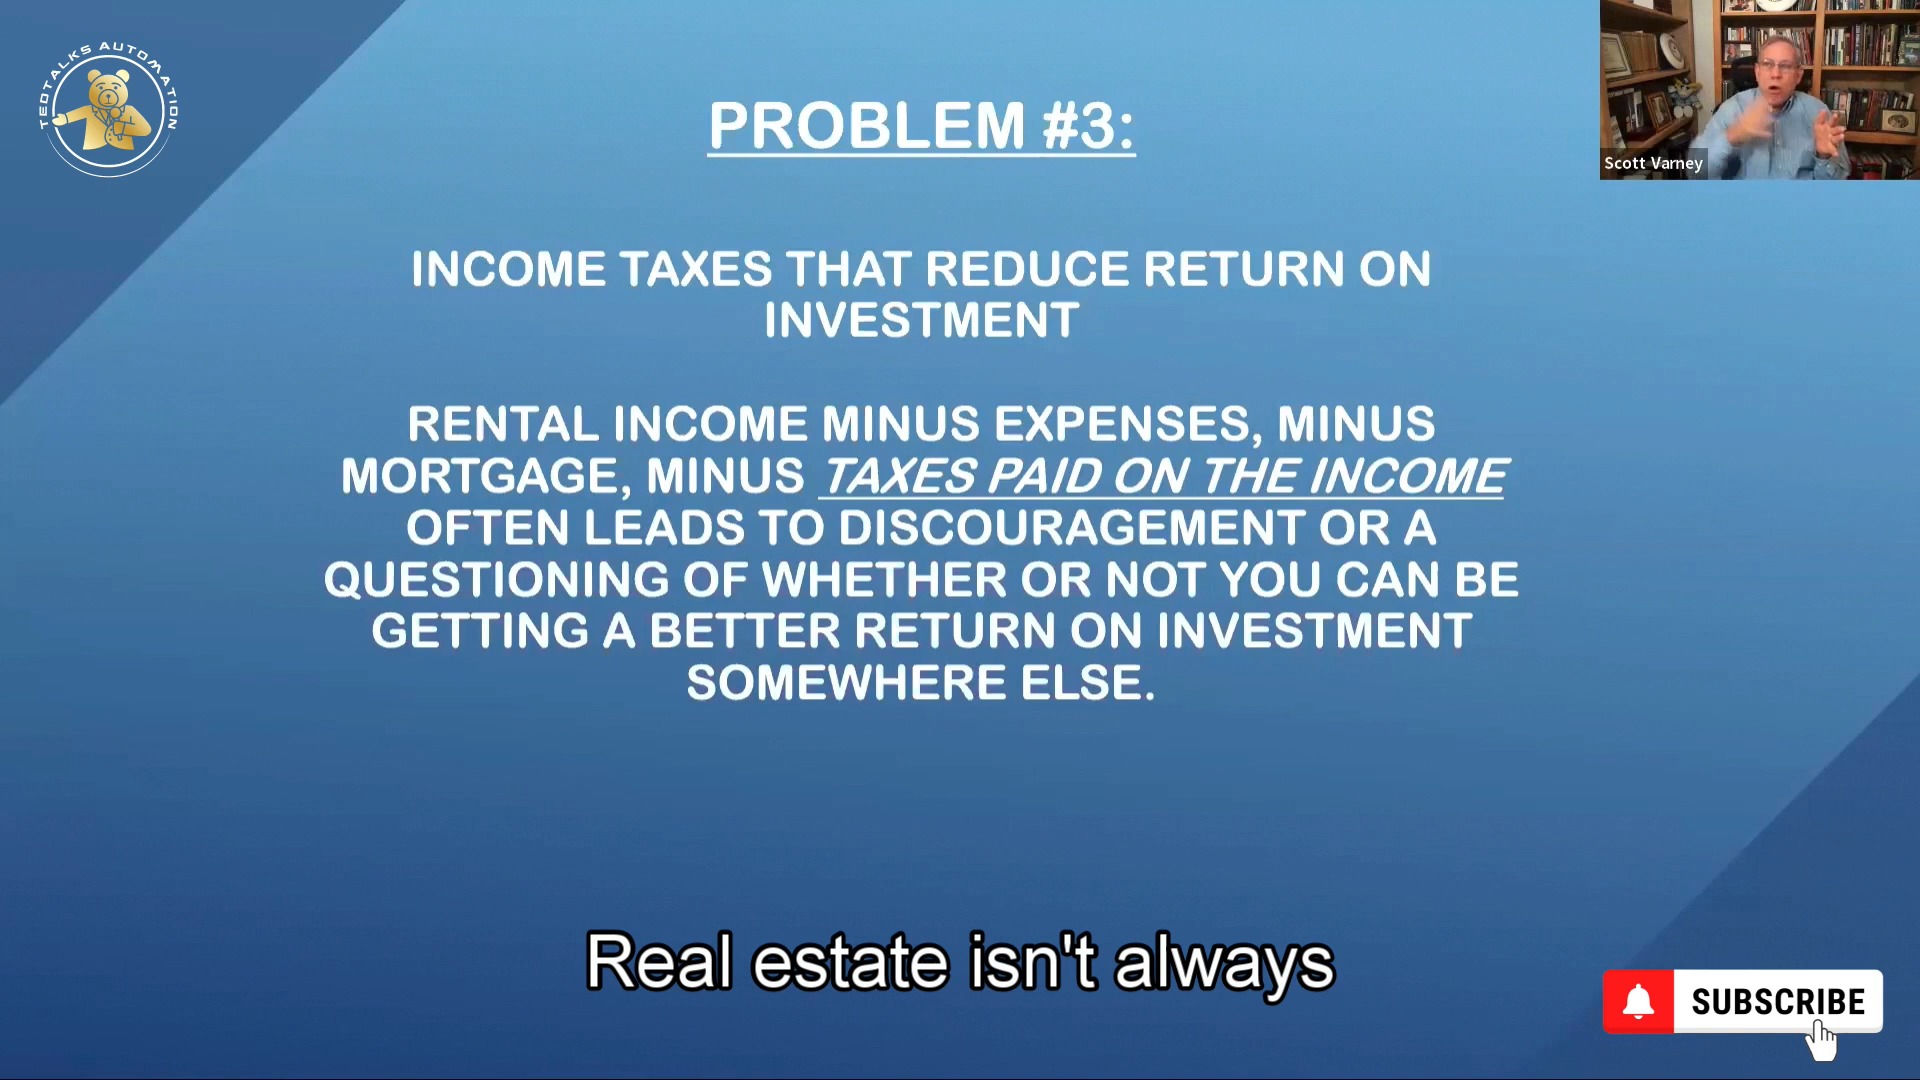 TEDTALKS AUTOMATION
PROBLEM #3:
Scott Varney
INCOME TAXES THAT REDUCE RETURN ON
INVESTMENT
RENTAL INCOME MINUS EXPENSES, MINUS
MORTGAGE, MINUS TAXES PAID ON THE INCOME
OFTEN LEADS TO DISCOURAGEMENT OR A
QUESTIONING OF WHETHER OR NOT YOU CAN BE
GETTING A BETTER RETURN ON INVESTMENT
SOMEWHERE ELSE.
Real estate isn't always
SUBSCRIBE